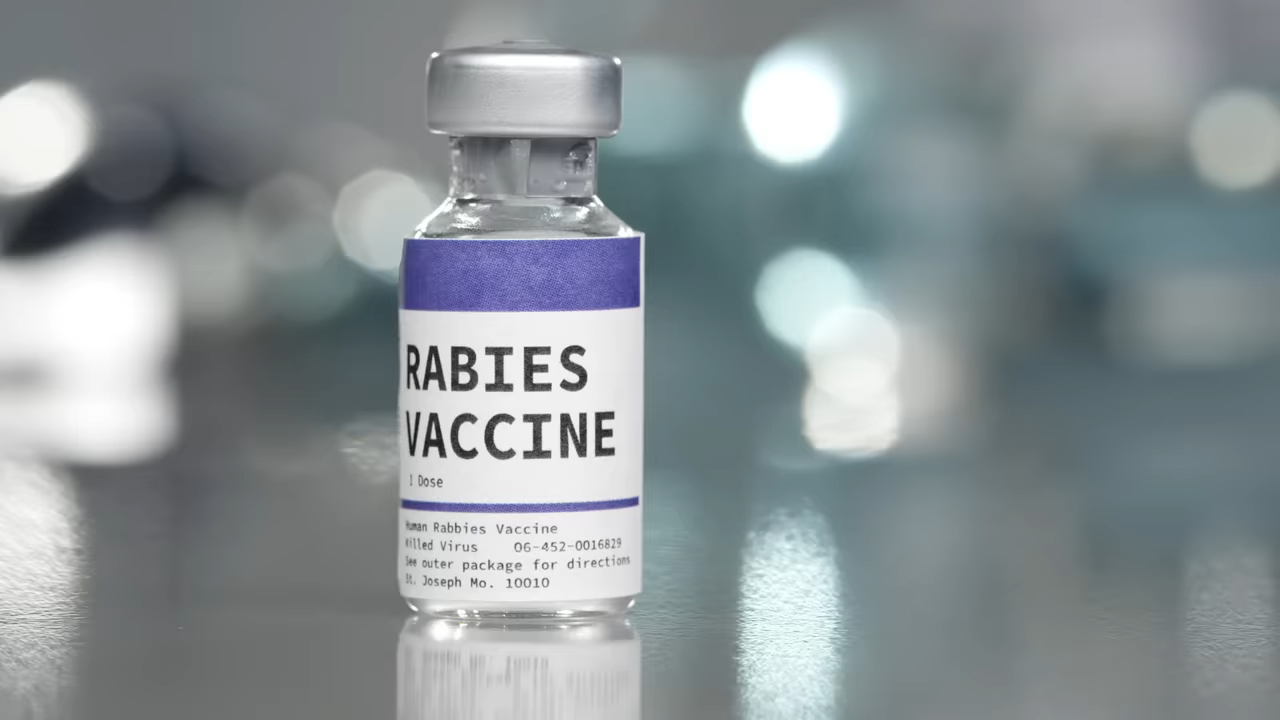 RABIES
VACCINE
1 Dose
Human Rabbies Vaccine
Killed Virus 06-452-0016829
See outer package for directions
St. Joseph Mo. 10010